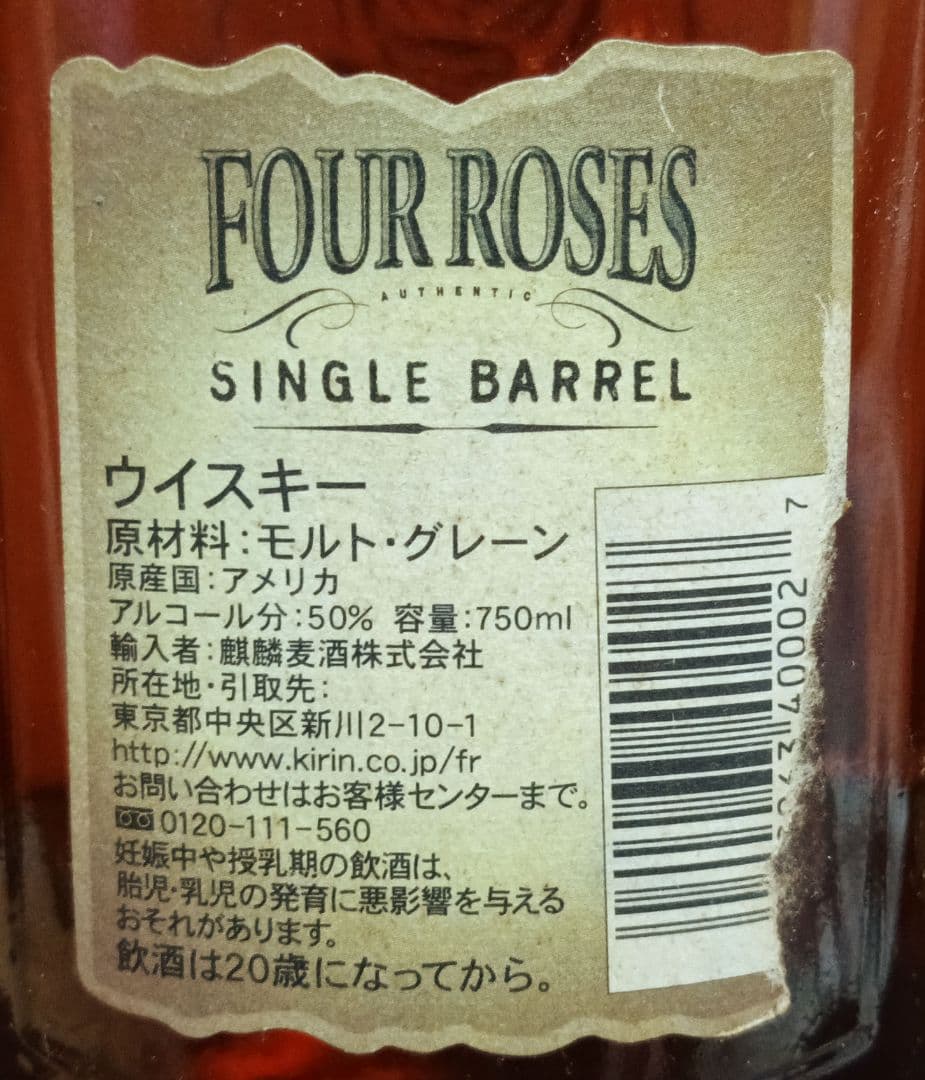 FOUR ROSES
AUTHENTIC
SINGLE BARREL
ウイスキー
原材料:モルト・グレーン
原産国:アメリカ
アルコール分:50% 容量:750ml
輸入者:麒麟麦酒株式会社
所在地・引取先:
東京都中央区新川2-10-1
http://www.kirin.co.jp/fr
お問い合わせはお客様センターまで。
0120-111-560
妊娠中や授乳期の飲酒は、
胎児・乳児の発育に悪影響を与える
おそれがあります。
飲酒は20歳になってから。
40002 7